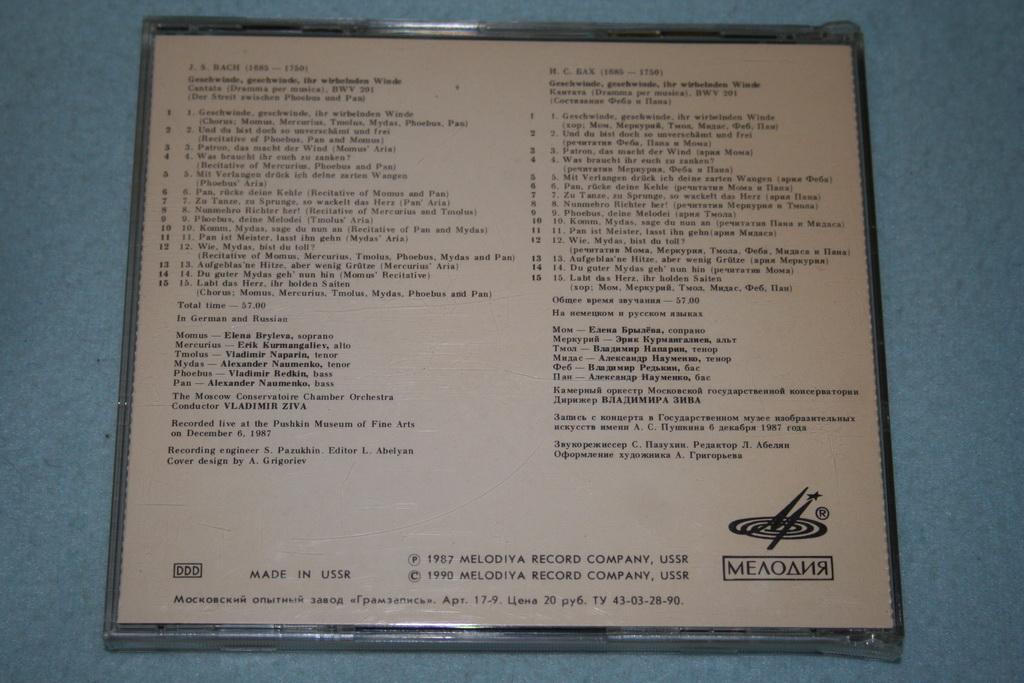 J. S. BACH (1685 — 1750)
Geschwinde, geschwinde, ihr wirbelnden Winde
Cantata (Dramma per musica), BWV 201
(Der Streit zwischen Phoebus und Pan)
1 1. Geschwinde, geschwinde, ihr wirbelnden Winde
(Chorus; Momus, Mercurius, Tmolus, Mydas, Phoebus, Pan)
2 2. Und du bist doch so unverschämt und frei
(Recitative of Phoebus, Pan and Momus)
3 3. Patron, das macht der Wind (Momus' Aria)
4 4. Was braucht ihr euch zu zanken?
(Recitative of Mercurius, Phoebus and Pan)
5 5. Mit Verlangen drück ich deine zarten Wangen
(Phoebus' Aria)
6 6. Pan, rücke deine Kehle (Recitative of Momus and Pan)
7 7. Zu Tanze, zu Sprunge, so wackelt das Herz (Pan' Aria)
8 8. Nunmehro Richter her! (Recitative of Mercurius and Tmolus)
9 9. Phoebus, deine Melodei (Tmolus' Aria)
10 10. Komm, Mydas, sage du nun an (Recitative of Pan and Mydas)
11 11. Pan ist Meister, lasst ihn gehn (Mydas' Aria)
12 12. Wie, Mydas, bist du toll?
(Recitative of Momus, Mercurius, Tmolus, Phoebus, Mydas and Pan)
13 13. Aufgeblas'ne Hitze, aber wenig Grütze (Mercurius' Aria)
14 14. Du guter Mydas geh' nun hin (Momus' Recitative)
15 15. Labt das Herz, ihr holden Saiten
(Chorus; Momus, Mercurius, Tmolus, Mydas, Phoebus and Pan)
Total time — 57.00
In German and Russian
Momus — Elena Bryleva, soprano
Mercurius — Erik Kurmangaliev, alto
Tmolus — Vladimir Naparin, tenor
Mydas — Alexander Naumenko, tenor
Phoebus — Vladimir Redkin, bass
Pan — Alexander Naumenko, bass
The Moscow Conservatoire Chamber Orchestra
Conductor VLADIMIR ZIVA
Recorded live at the Pushkin Museum of Fine Arts
on December 6, 1987
Recording engineer S. Pazukhin. Editor L. Abelyan
Cover design by A. Grigoriev
И. С. БАХ (1685 — 1750)
Geschwinde, geschwinde, ihr wirbelnden Winde
Кантата (Dramma per musica), BWV 201
(Состязание Феба и Пана)
1 1. Geschwinde, geschwinde, ihr wirbelnden Winde
(хор; Мом, Меркурий, Тмол, Мидас, Феб, Пан)
2 2. Und du bist doch so unverschämt und frei
(речитатив Феба, Пана и Мома)
3 3. Patron, das macht der Wind (ария Мома)
4 4. Was braucht ihr euch zu zanken?
(речитатив Меркурия, Феба и Пана)
5 5. Mit Verlangen drück ich deine zarten Wangen (ария Феба)
6 6. Pan, rücke deine Kehle (речитатив Мома и Пана)
7 7. Zu Tanze, zu Sprunge, so wackelt das Herz (ария Пана)
8 8. Nunmehro Richter her! (речитатив Меркурия и Тмола)
9 9. Phoebus, deine Melodei (ария Тмола)
10 10. Komm, Mydas, sage du nun an (речитатив Пана и Мидаса)
11 11. Pan ist Meister, lasst ihn gehn (ария Мидаса)
12 12. Wie, Mydas, bist du toll?
(речитатив Мома, Меркурия, Тмола, Феба, Мидаса и Пана)
13 13. Aufgeblas'ne Hitze, aber wenig Grütze (ария Меркурия)
14 14. Du guter Mydas geh' nun hin (речитатив Мома)
15 15. Labt das Herz, ihr holden Saiten
(хор; Мом, Меркурий, Тмол, Мидас, Феб, Пан)
Общее время звучания — 57.00
На немецком и русском языках
Мом — Елена Брылёва, сопрано
Меркурий — Эрик Курмангалиев, альт
Тмол — Владимир Напарин, тенор
Мидас — Александр Науменко, тенор
Феб — Владимир Редькин, бас
Пан — Александр Науменко, бас
Камерный оркестр Московской государственной консерватории
Дирижер ВЛАДИМИРА ЗИВА
Запись с концерта в Государственном музее изобразительных
искусств имени А. С. Пушкина 6 декабря 1987 года
Звукорежиссер С. Пазухин. Редактор Л. Абелян
Оформление художника А. Григорьева
®
МЕЛОДИЯ
DDD
MADE IN USSR
℗ 1987 MELODIYA RECORD COMPANY, USSR
© 1990 MELODIYA RECORD COMPANY, USSR
Московский опытный завод «Грамзапись». Арт. 17-9. Цена 20 руб. ТУ 43-03-28-90.